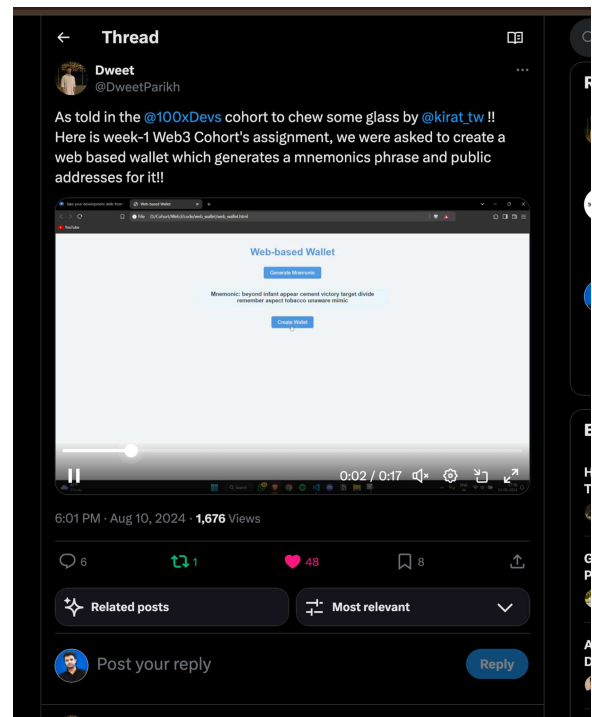 Thread
Dweet
@DweetParikh
As told in the @100xDevs cohort to chew some glass by @kirat_tw !!
Here is week-1 Web3 Cohort's assignment, we were asked to create a
web based wallet which generates a mnemonics phrase and public
addresses for it!!
Web-based Wallet
YouTube
Web-based Wallet
Generate Mnemonic
Mnemonic: beyond infant appear cement victory target divide
remember aspect tobacco unaware mimic
Create Wallet
0:02 / 0:17
6:01 PM · Aug 10, 2024 · 1,676 Views
6
1
48
8
Related posts
Most relevant
Post your reply
Reply